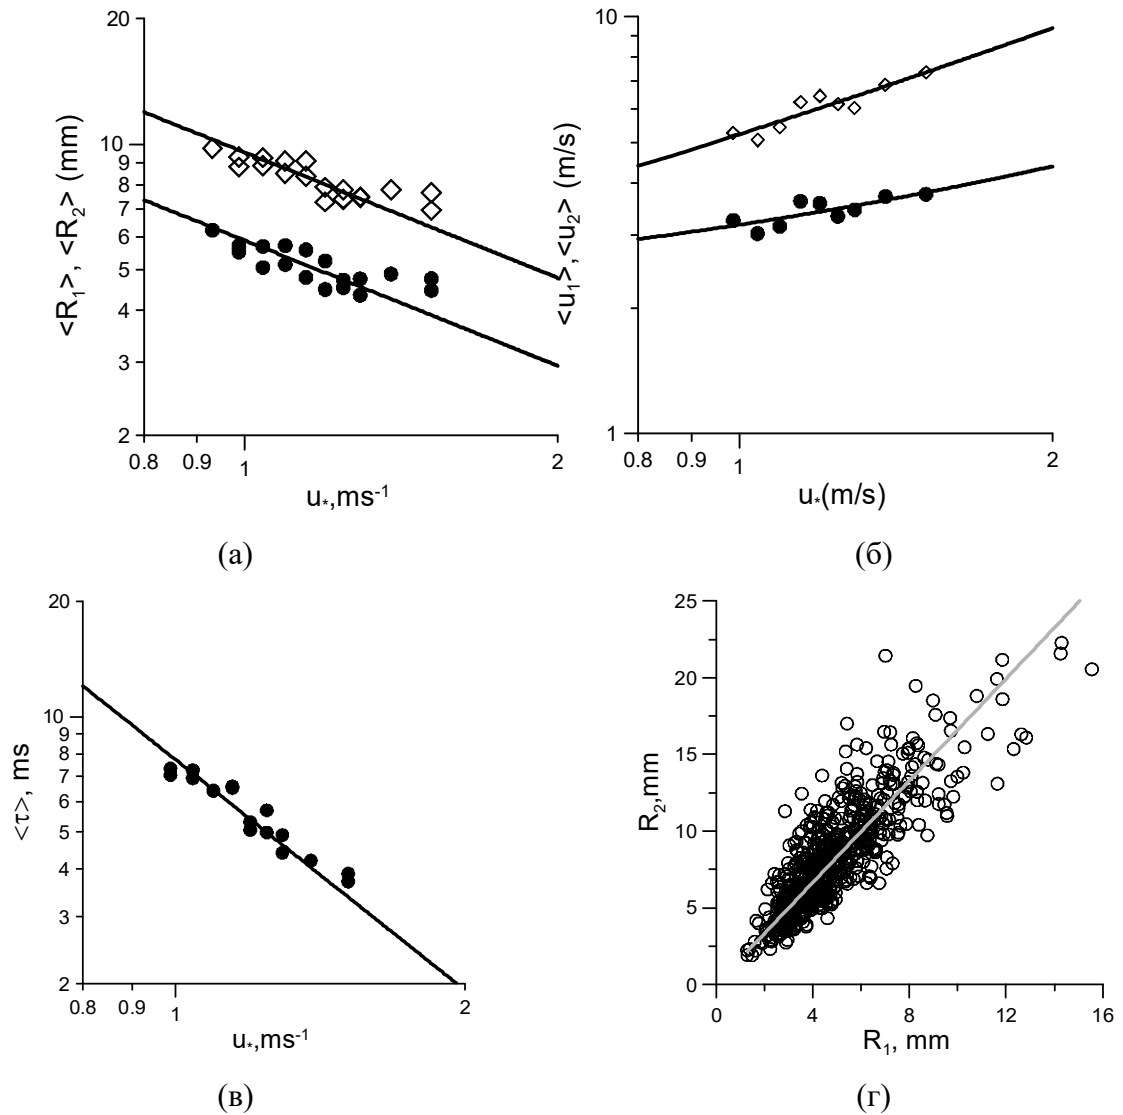 20
10
9
8
7
6
5
4
3
2
<R₁>, <R₂> (mm)
0.8 0.9 1 2
u*,ms⁻¹
(а)
10
1
<u₁>, <u₂> (m/s)
0.8 0.9 1 2
u*(m/s)
(б)
20
10
9
8
7
6
5
4
3
2
<τ>, ms
0.8 0.9 1 2
u*,ms⁻¹
(в)
25
20
15
10
5
0
R₂,mm
0 4 8 12 16
R₁, mm
(г)